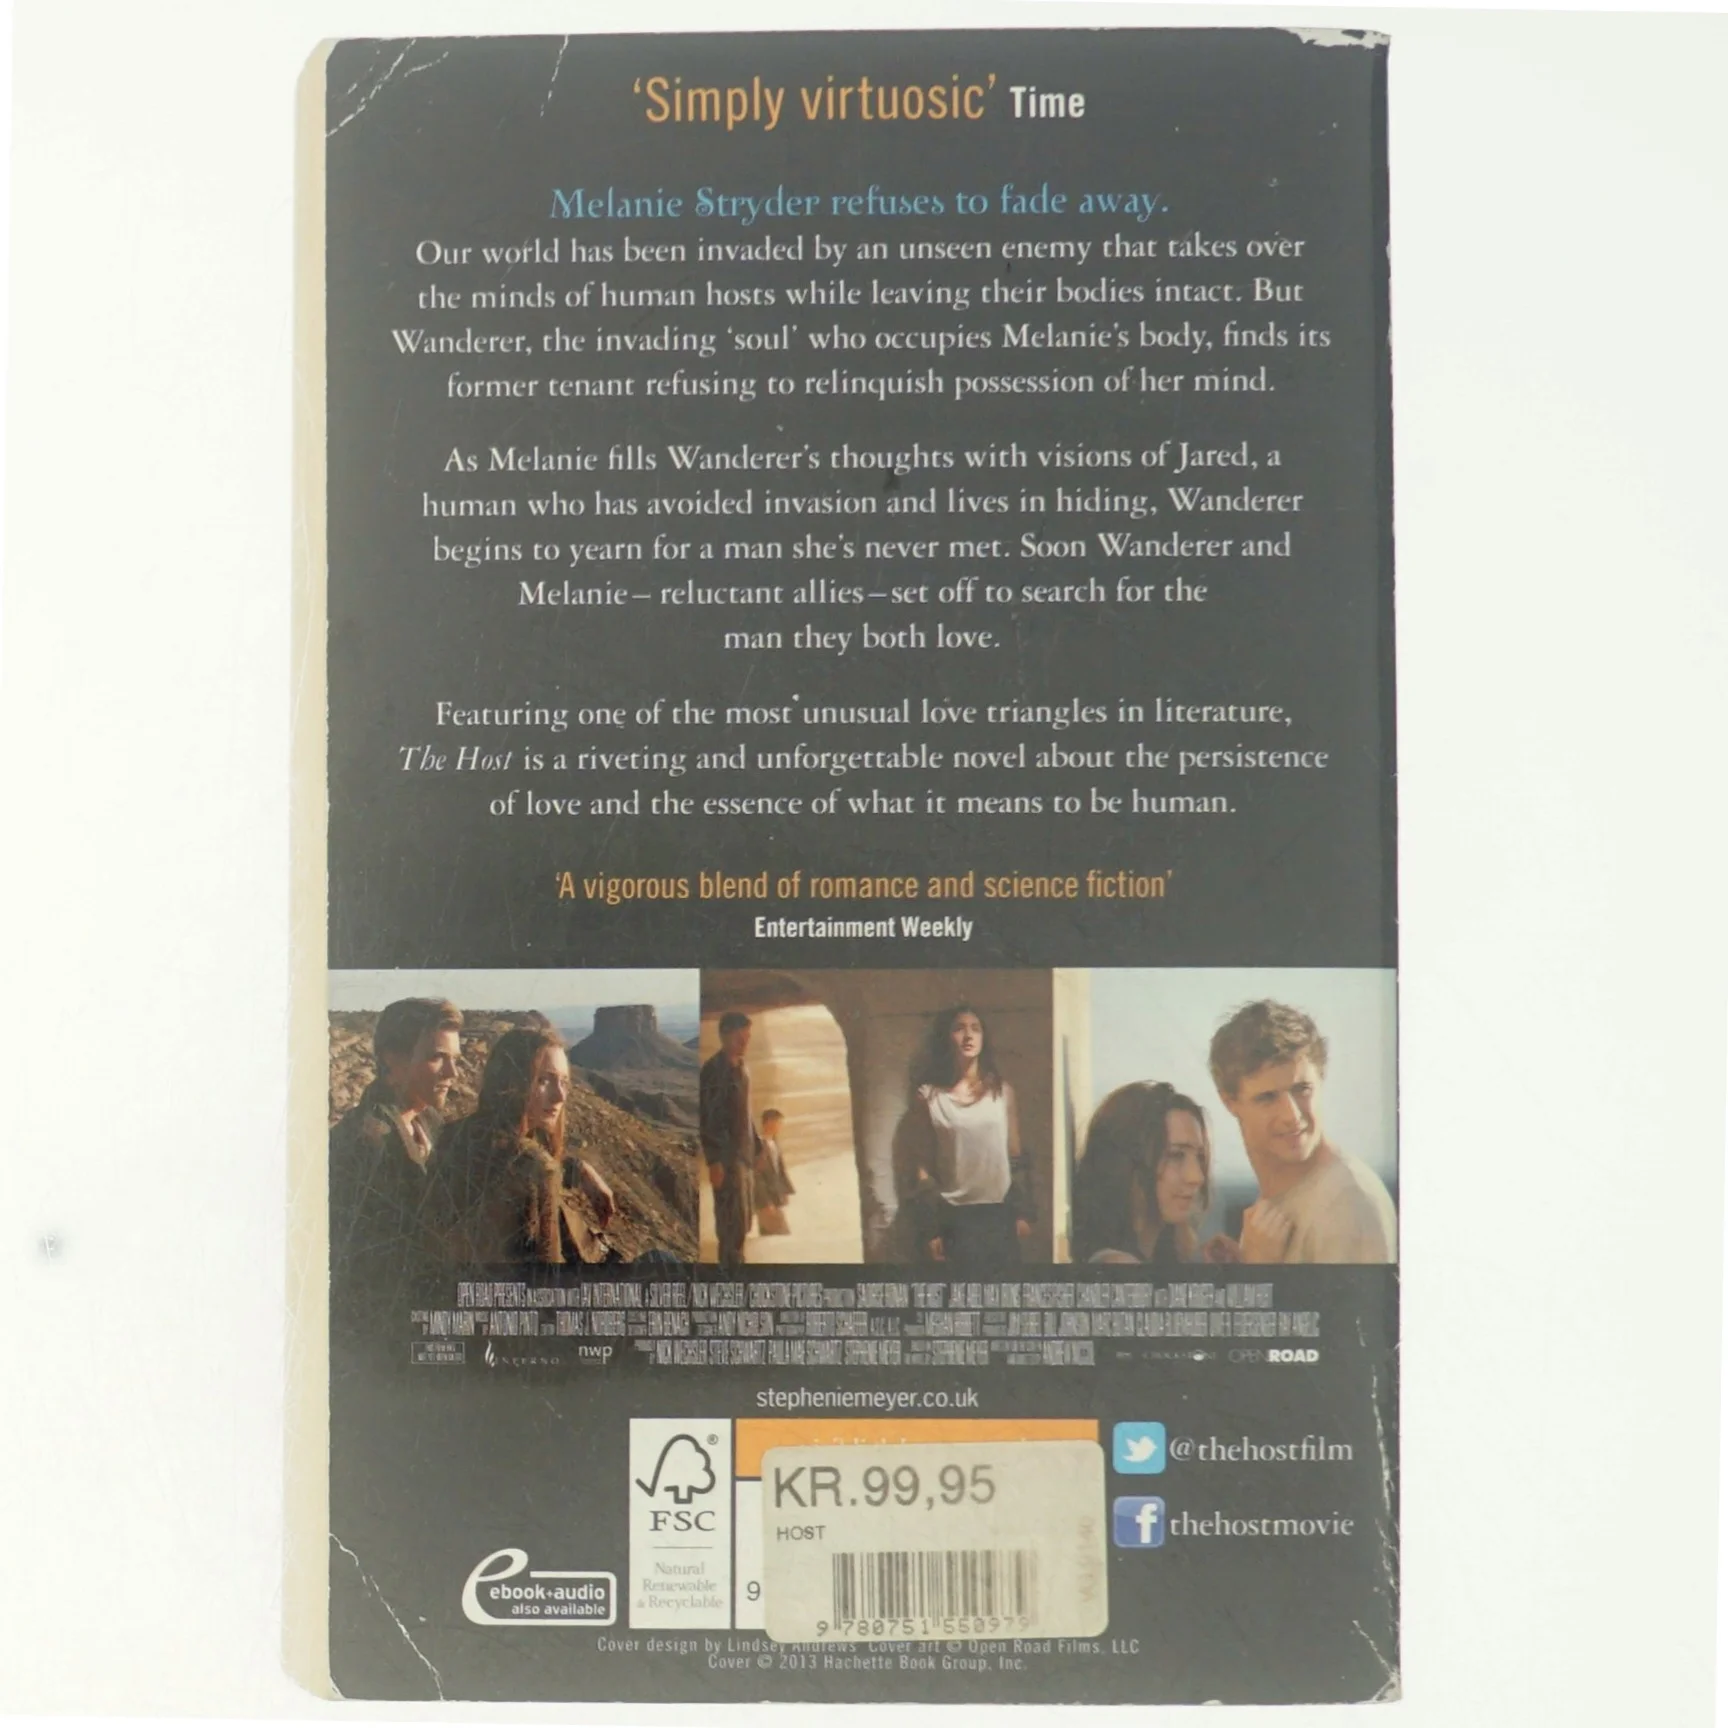 ‘Simply virtuosic’ Time
Melanie Stryder refuses to fade away.
Our world has been invaded by an unseen enemy that takes over
the minds of human hosts while leaving their bodies intact. But
Wanderer, the invading ‘soul’ who occupies Melanie’s body, finds its
former tenant refusing to relinquish possession of her mind.
As Melanie fills Wanderer’s thoughts with visions of Jared, a
human who has avoided invasion and lives in hiding, Wanderer
begins to yearn for a man she’s never met. Soon Wanderer and
Melanie – reluctant allies – set off to search for the
man they both love.
Featuring one of the most unusual love triangles in literature,
The Host is a riveting and unforgettable novel about the persistence
of love and the essence of what it means to be human.
‘A vigorous blend of romance and science fiction’
Entertainment Weekly
OPEN ROAD PRESENTS
INFERNO nwp OPEN ROAD
stepheniemeyer.co.uk
@thehostfilm
thehostmovie
FSC
Natural
Renewable
& Recyclable
ebook+audio
also available
9
KR.99,95
HOST
9 780751 550979
Cover design by Lindsey Andrews Cover art © Open Road Films, LLC
Cover © 2013 Hachette Book Group, Inc.